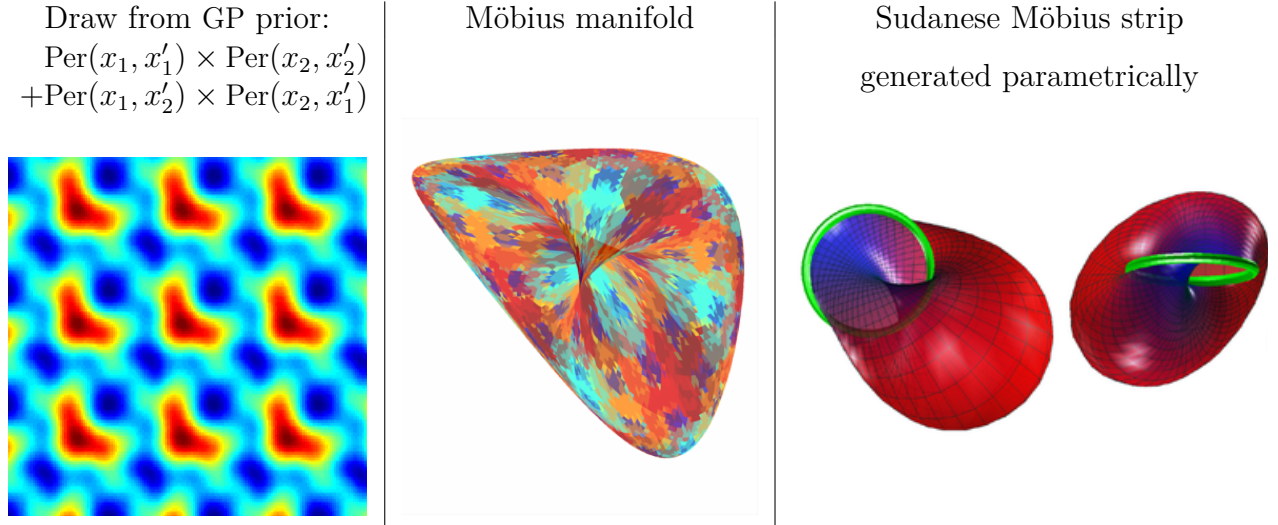 Draw from GP prior:
Per(x₁, x′₁) × Per(x₂, x′₂)
+Per(x₁, x′₂) × Per(x₂, x′₁)
Möbius manifold
Sudanese Möbius strip
generated parametrically